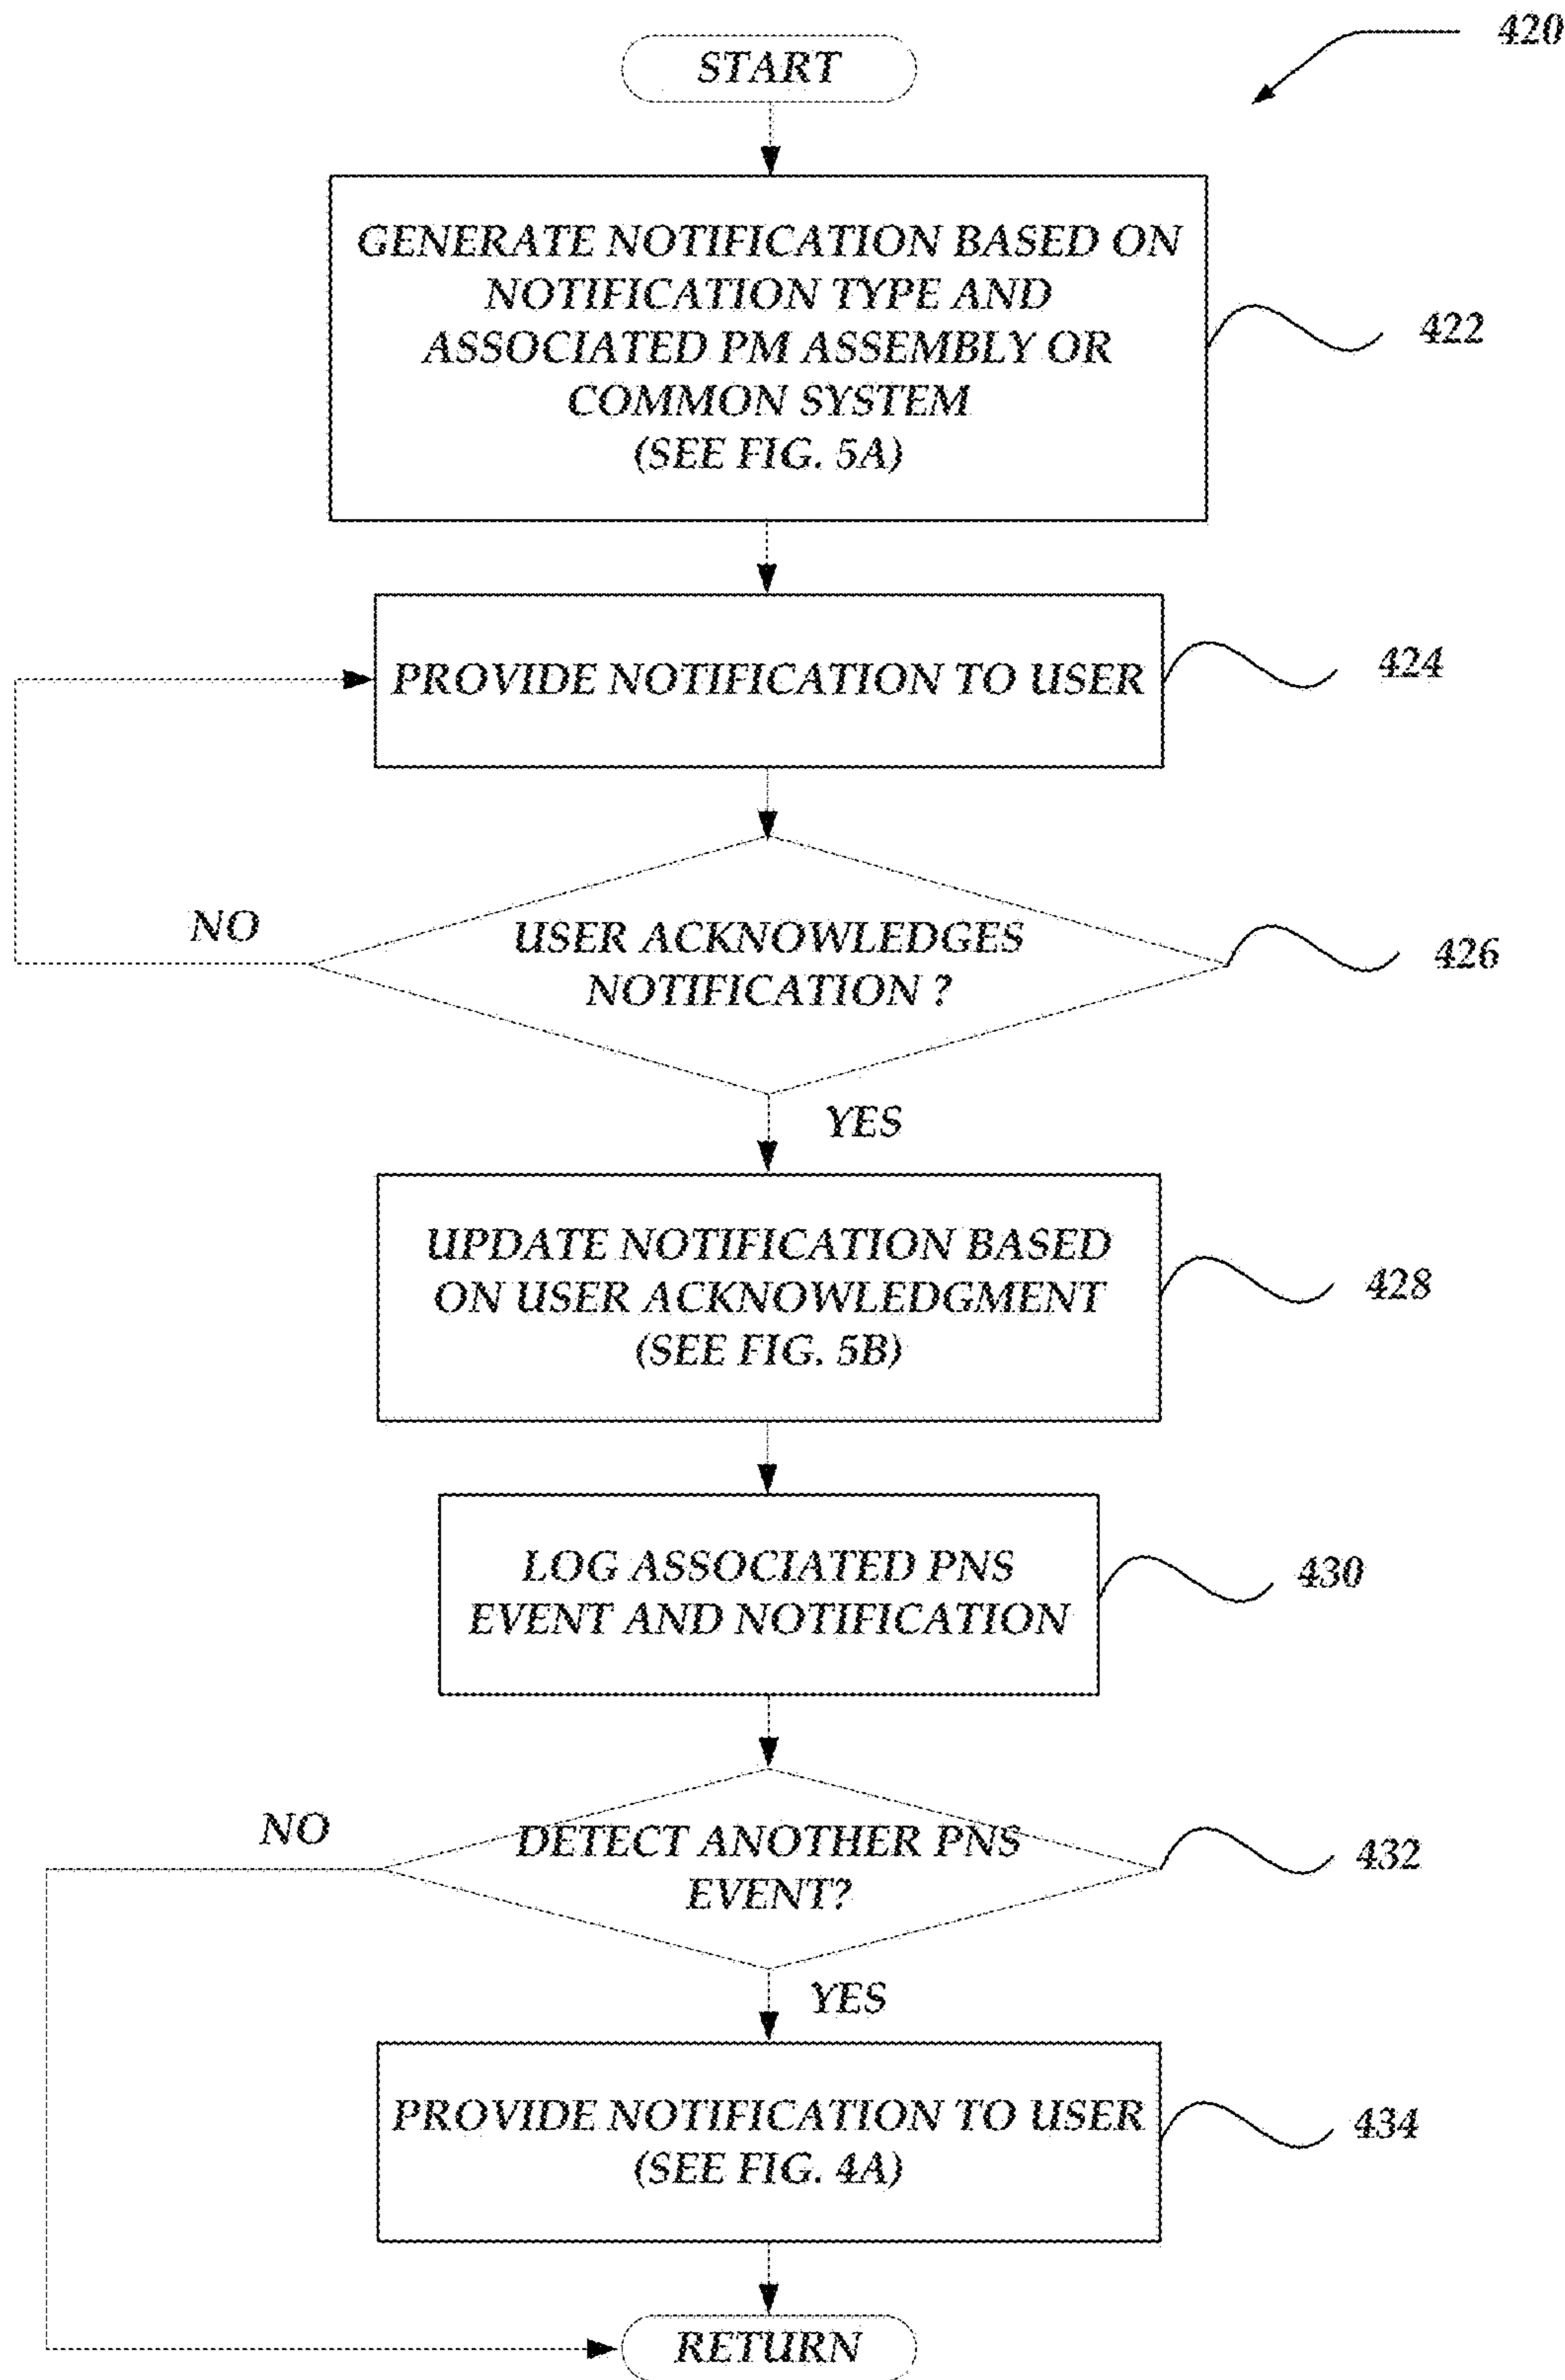 420
START
GENERATE NOTIFICATION BASED ON
NOTIFICATION TYPE AND
ASSOCIATED PM ASSEMBLY OR
COMMON SYSTEM
(SEE FIG. 5A)
422
PROVIDE NOTIFICATION TO USER
424
NO
USER ACKNOWLEDGES
NOTIFICATION ?
426
YES
UPDATE NOTIFICATION BASED
ON USER ACKNOWLEDGMENT
(SEE FIG. 5B)
428
LOG ASSOCIATED PNS
EVENT AND NOTIFICATION
430
NO
DETECT ANOTHER PNS
EVENT?
432
YES
PROVIDE NOTIFICATION TO USER
(SEE FIG. 4A)
434
RETURN